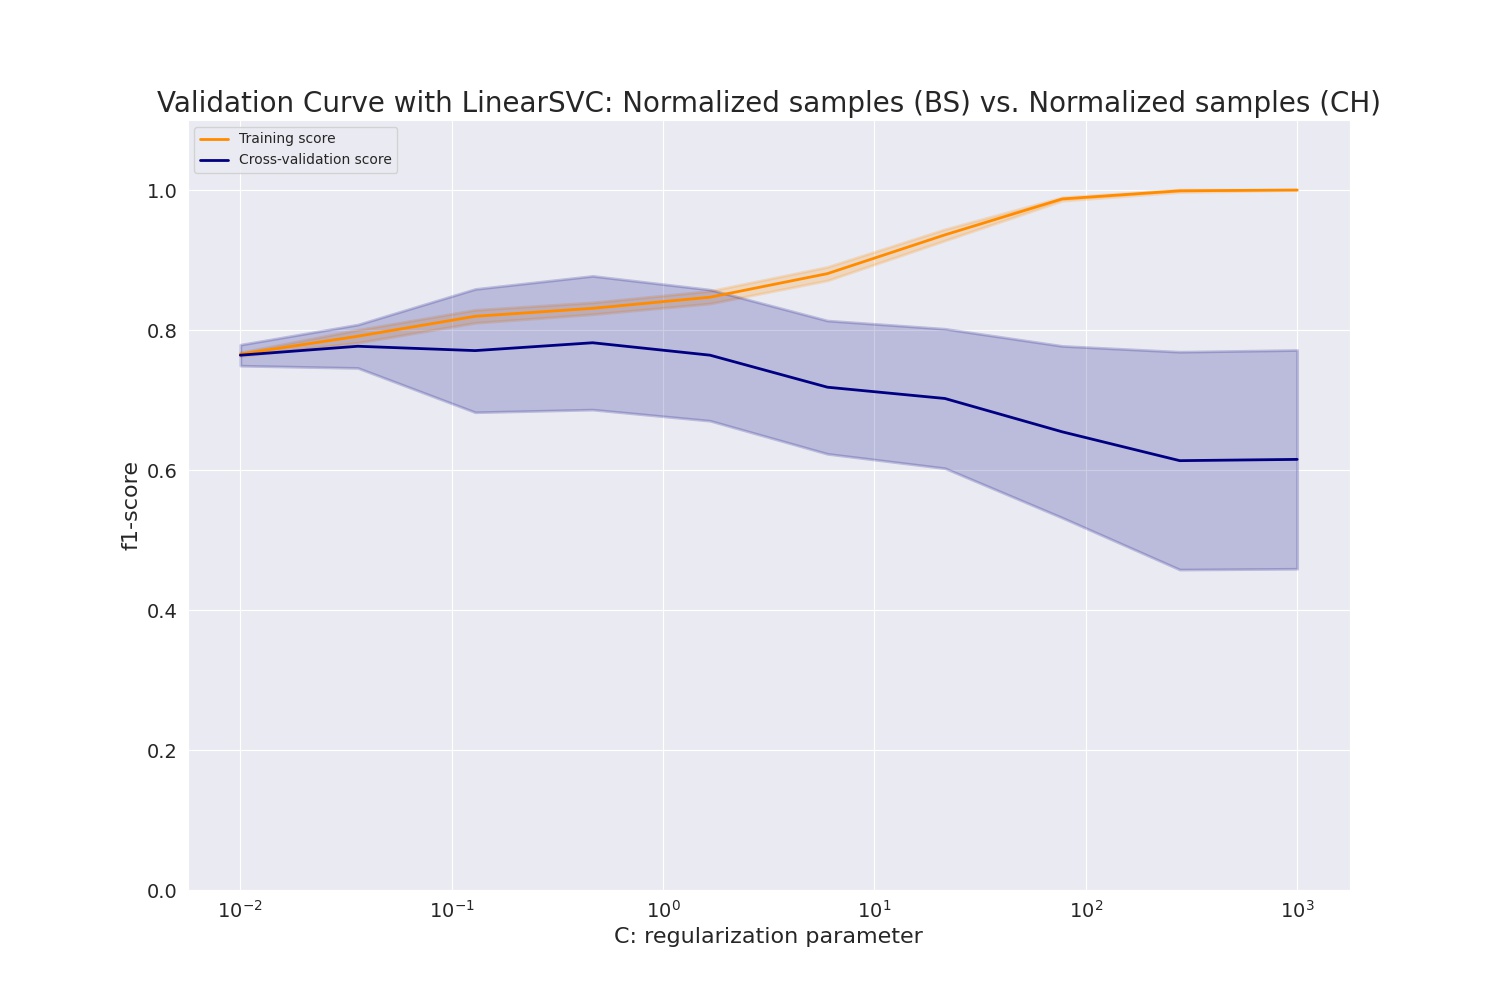 Validation Curve with LinearSVC: Normalized samples (BS) vs. Normalized samples (CH)
Training score
Cross-validation score
1.0
0.8
0.6
0.4
0.2
0.0
f1-score
10⁻² 10⁻¹ 10⁰ 10¹ 10² 10³
C: regularization parameter